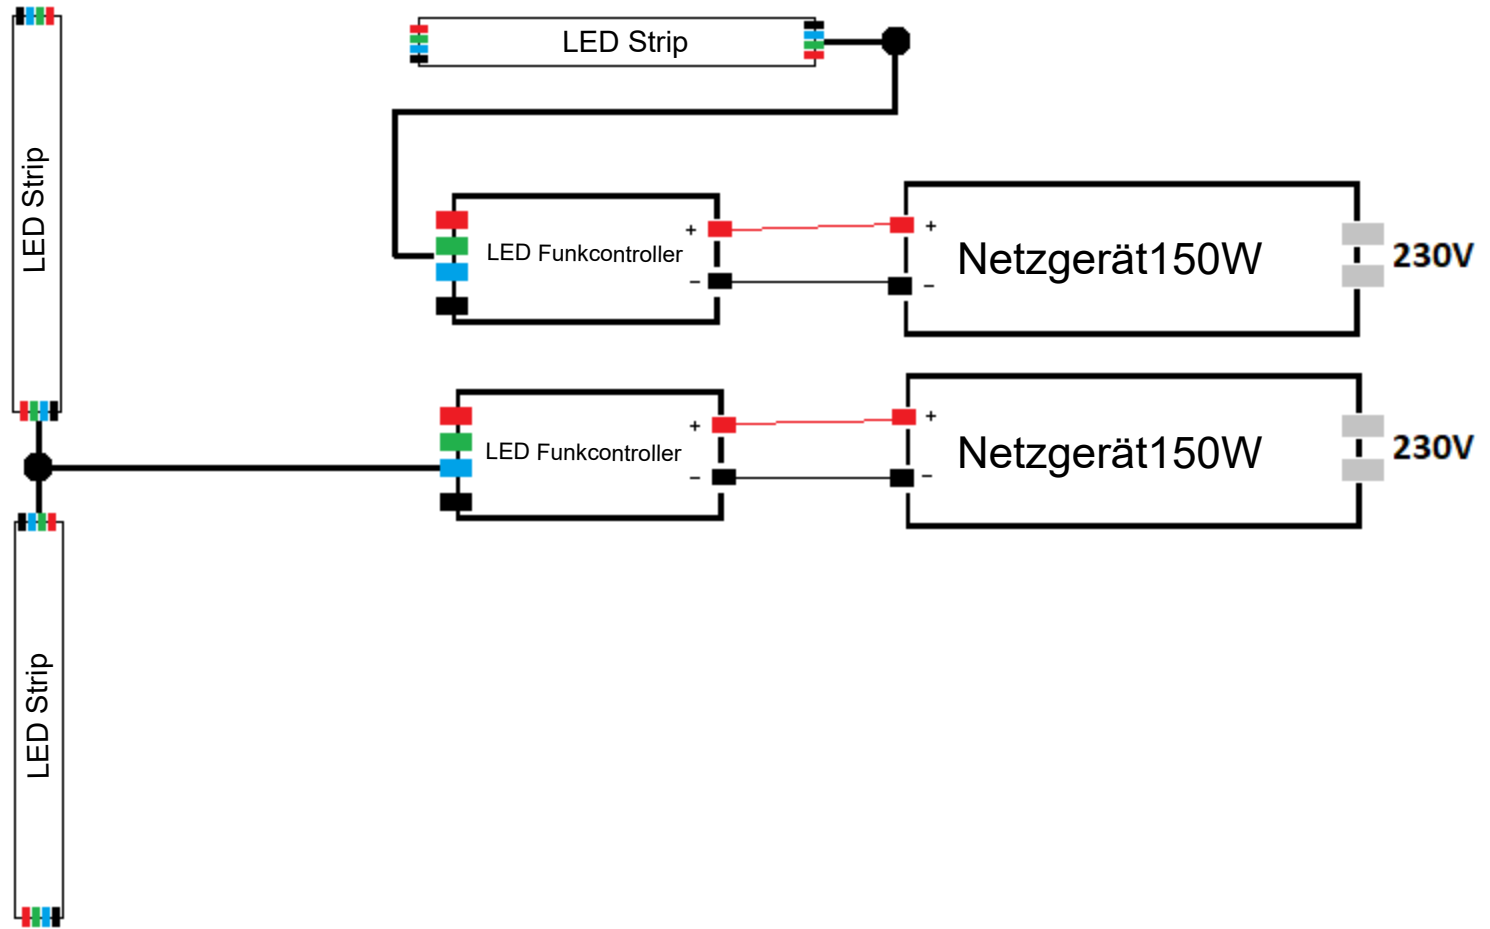 LED Strip
LED Strip
+
+
LED Funkcontroller
Netzgerät150W
230V
−
−
+
+
LED Funkcontroller
Netzgerät150W
230V
−
−
LED Strip